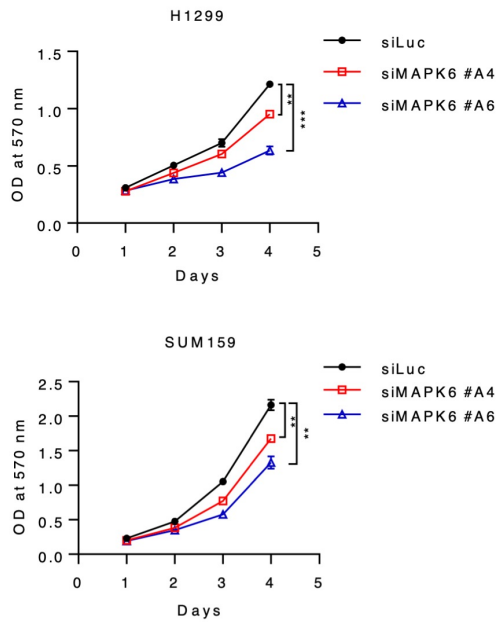 H1299
siLuc
siMAPK6 #A4
siMAPK6 #A6
OD at 570 nm
1.5
1.0
0.5
0.0
**
***
0 1 2 3 4 5
Days
SUM159
siLuc
siMAPK6 #A4
siMAPK6 #A6
OD at 570 nm
2.5
2.0
1.5
1.0
0.5
0.0
**
**
0 1 2 3 4 5
Days